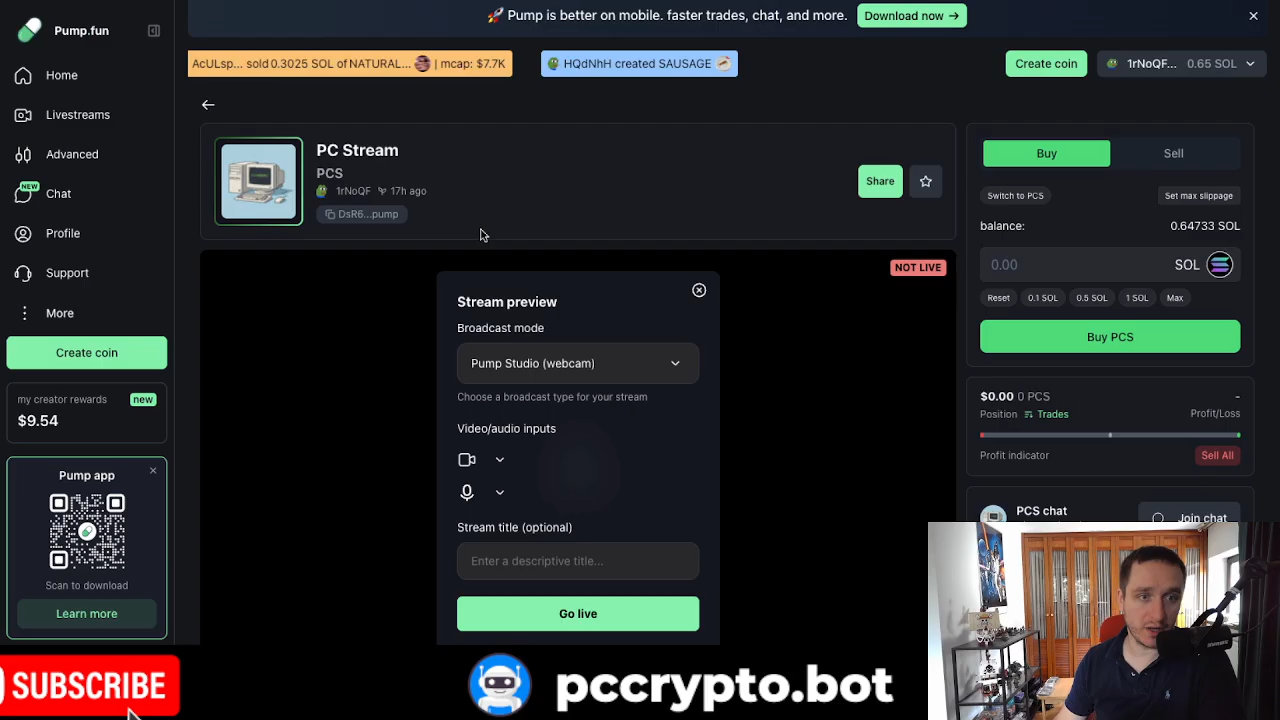 Pump.fun
Home
Livestreams
Advanced
NEW
Chat
Profile
Support
More
Create coin
my creator rewards new
$9.54
Pump app
Scan to download
Learn more
🚀 Pump is better on mobile. faster trades, chat, and more. Download now →
AcULsp... sold 0.3025 SOL of NATURAL... | mcap: $7.7K
HQdNhH created SAUSAGE
Create coin
1rNoQF... 0.65 SOL
PC Stream
PCS
1rNoQF 17h ago
DsR6...pump
Share
NOT LIVE
Stream preview
Broadcast mode
Pump Studio (webcam)
Choose a broadcast type for your stream
Video/audio inputs
Stream title (optional)
Enter a descriptive title...
Go live
Buy Sell
Switch to PCS Set max slippage
balance: 0.64733 SOL
0.00 SOL
Reset 0.1 SOL 0.5 SOL 1 SOL Max
Buy PCS
$0.00 0 PCS -
Position Trades Profit/Loss
Profit indicator Sell All
PCS chat
Join chat
SUBSCRIBE
pccrypto.bot